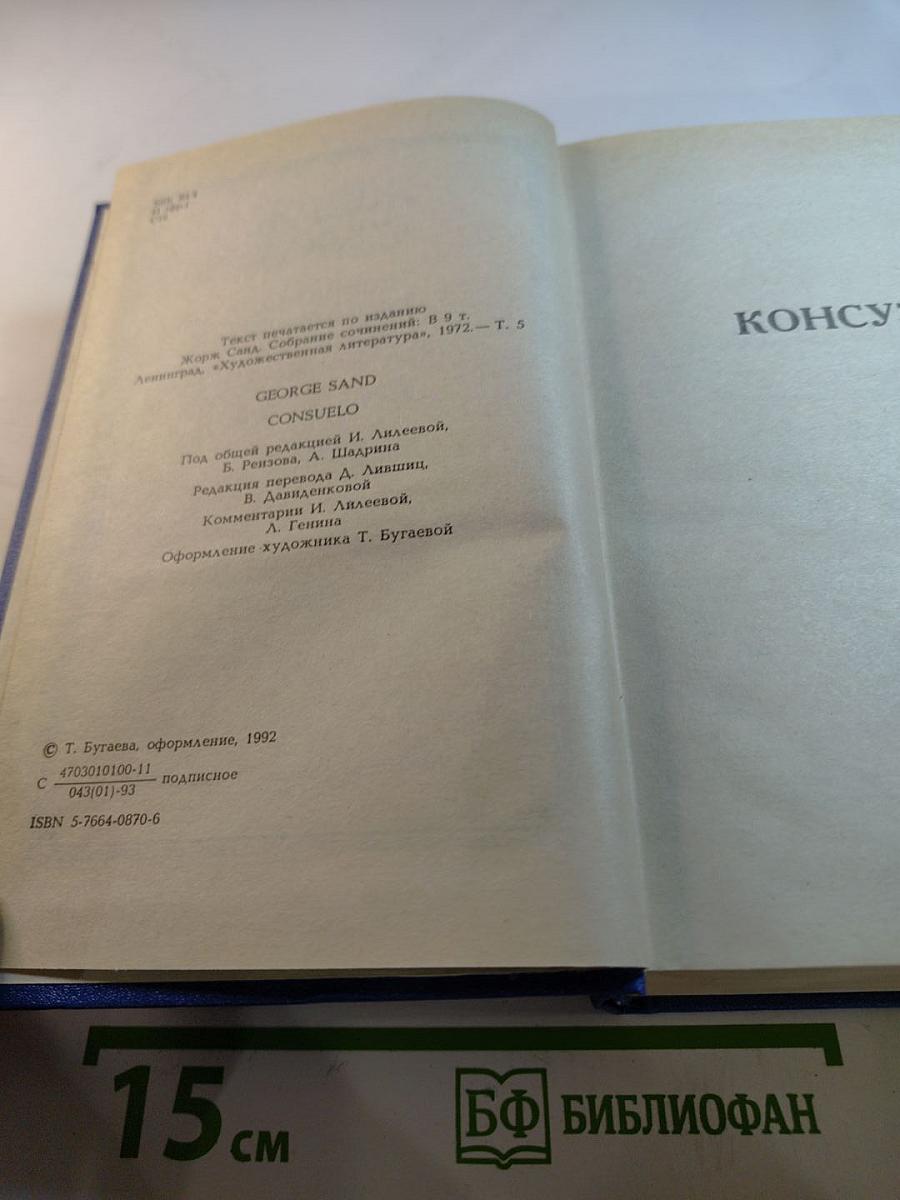 Текст печатается по изданию
Жорж Санд. Собрание сочинений: В 9 т.
Ленинград, «Художественная литература», 1972.— Т. 5
GEORGE SAND
CONSUELO
Под общей редакцией И. Лилеевой,
Б. Реизова, А. Шадрина
Редакция перевода Д. Лившиц,
В. Давиденковой
Комментарии И. Лилеевой,
Л. Генина
Оформление художника Т. Бугаевой
© Т. Бугаева, оформление, 1992
С 4703010100-11 подписное
043(01)-93
ISBN 5-7664-0870-6
КОНСУ
15 см
БФ БИБЛИОФАН